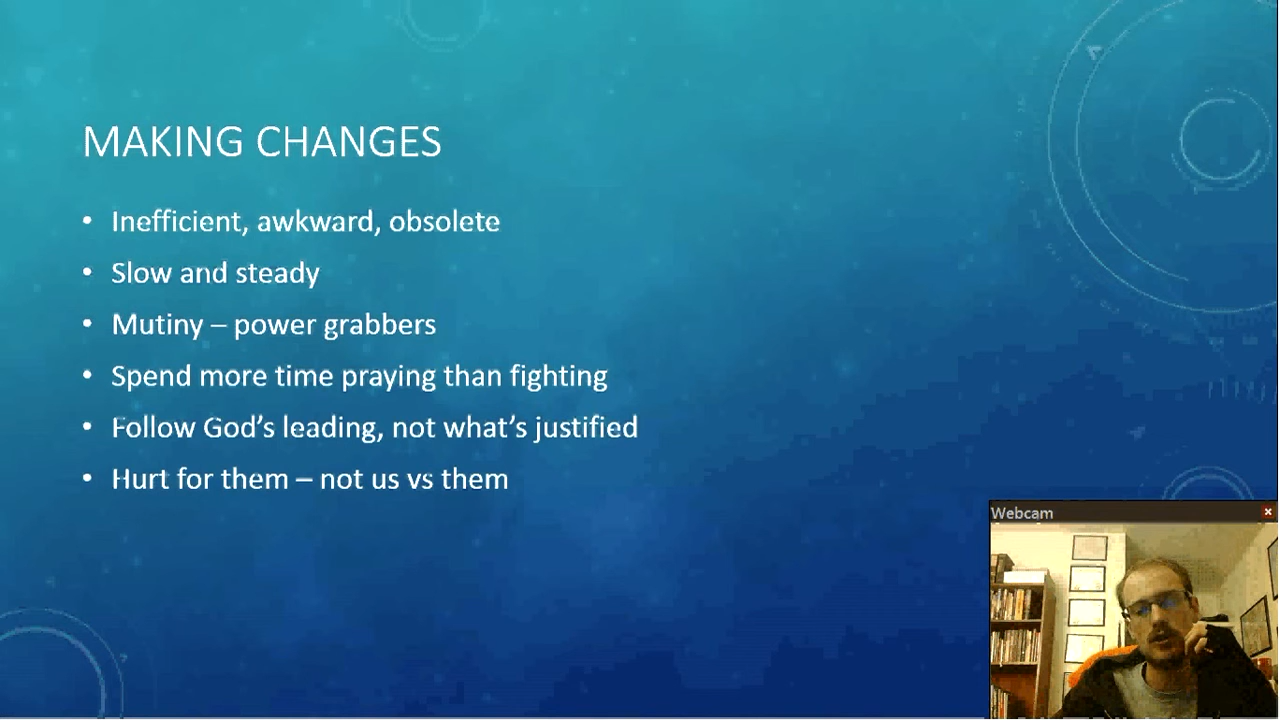 MAKING CHANGES
• Inefficient, awkward, obsolete
• Slow and steady
• Mutiny – power grabbers
• Spend more time praying than fighting
• Follow God’s leading, not what’s justified
• Hurt for them – not us vs them
Webcam